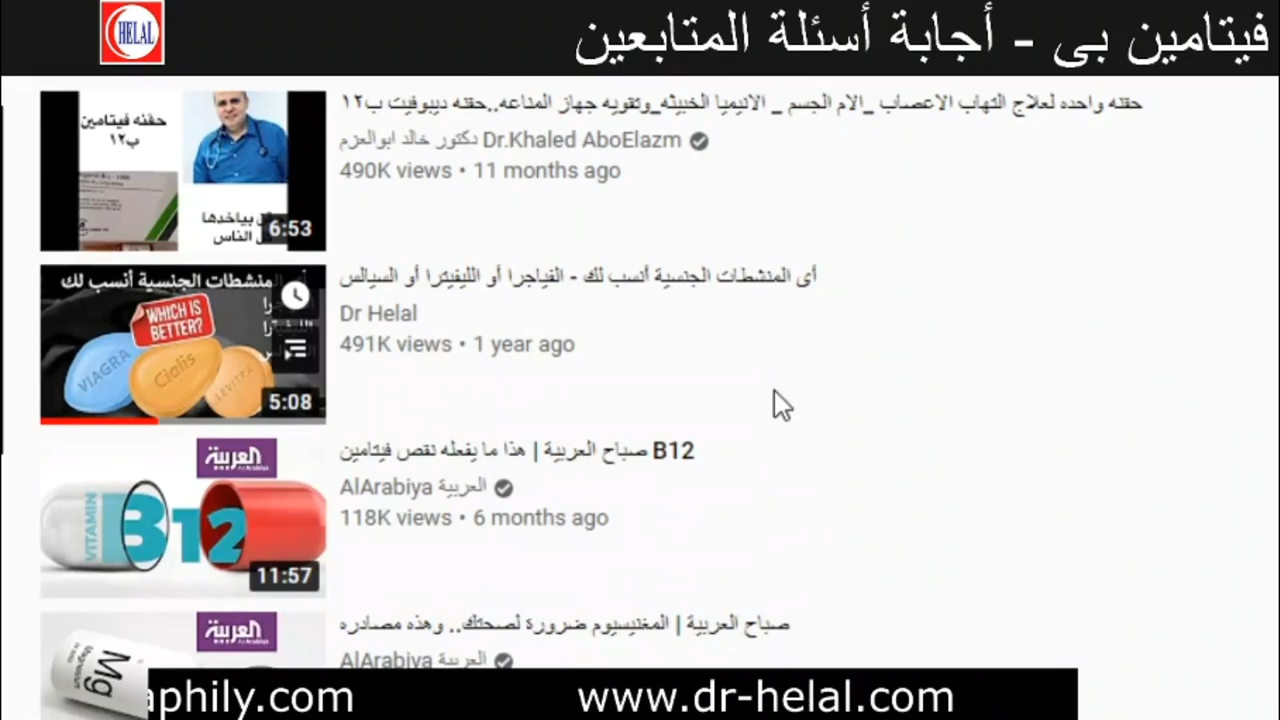 HELAL
فيتامين بى - أجابة أسئلة المتابعين
حقنه فيتامين
ب١٢
بياخدها
الناس
6:53
حقنه واحده لعلاج التهاب الاعصاب _الام الجسم _ الانيميا الخبيثه_وتقويه جهاز المناعه..حقنه ديبوفيت ب١٢
Dr.Khaled AboElazm دكتور خالد ابوالعزم
490K views • 11 months ago
المنشطات الجنسية أنسب لك
WHICH IS
BETTER?
VIAGRA
Cialis
LEVITRA
5:08
أى المنشطات الجنسية أنسب لك - الفياجرا أو الليفيترا أو السيالس
Dr Helal
491K views • 1 year ago
العربية
VITAMIN
B12
11:57
صباح العربية | هذا ما يفعله نقص فيتامين B12
AlArabiya العربية
118K views • 6 months ago
العربية
Mg
صباح العربية | المغنيسيوم ضرورة لصحتك.. وهذه مصادره
AlArabiya العربية
aphily.com
www.dr-helal.com